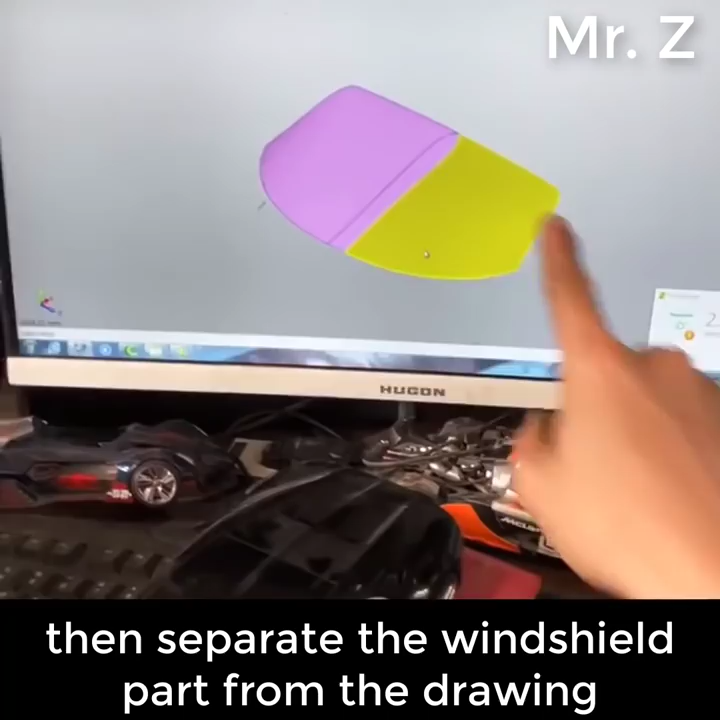 Mr. Z
HUGON
then separate the windshield
part from the drawing